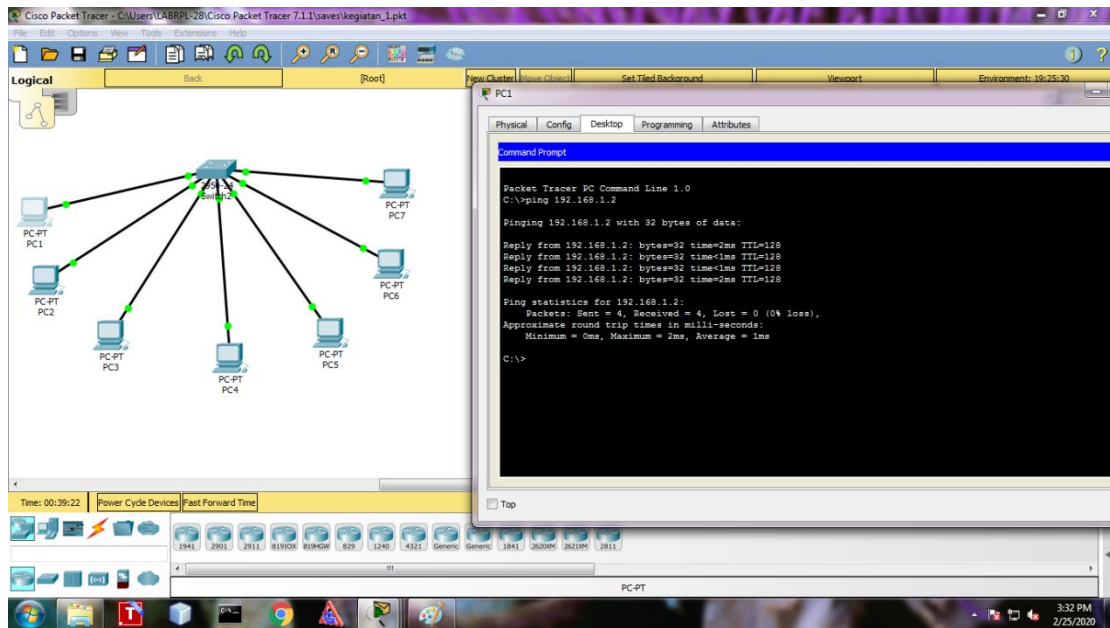 Cisco Packet Tracer - C:\Users\LABRPL-28\Cisco Packet Tracer 7.1.1\saves\kegiatan_1.pkt
File Edit Options View Tools Extensions Help
Logical Back [Root] New Cluster Move Object Set Tiled Background Viewport Environment: 19:25:30
PC1
Physical Config Desktop Programming Attributes
Command Prompt
Packet Tracer PC Command Line 1.0
C:\>ping 192.168.1.2
Pinging 192.168.1.2 with 32 bytes of data:
Reply from 192.168.1.2: bytes=32 time=2ms TTL=128
Reply from 192.168.1.2: bytes=32 time<1ms TTL=128
Reply from 192.168.1.2: bytes=32 time<1ms TTL=128
Reply from 192.168.1.2: bytes=32 time=2ms TTL=128
Ping statistics for 192.168.1.2:
Packets: Sent = 4, Received = 4, Lost = 0 (0% loss),
Approximate round trip times in milli-seconds:
Minimum = 0ms, Maximum = 2ms, Average = 1ms
C:\>
Top
2950-24
Switch2
PC-PT
PC7
PC-PT
PC1
PC-PT
PC6
PC-PT
PC2
PC-PT
PC3
PC-PT
PC5
PC-PT
PC4
Time: 00:39:22 Power Cycle Devices Fast Forward Time
1941 2901 2911 819IOX 819HGW 829 1240 4321 Generic Generic 1841 2620XM 2621XM 2811
PC-PT
3:32 PM
2/25/2020